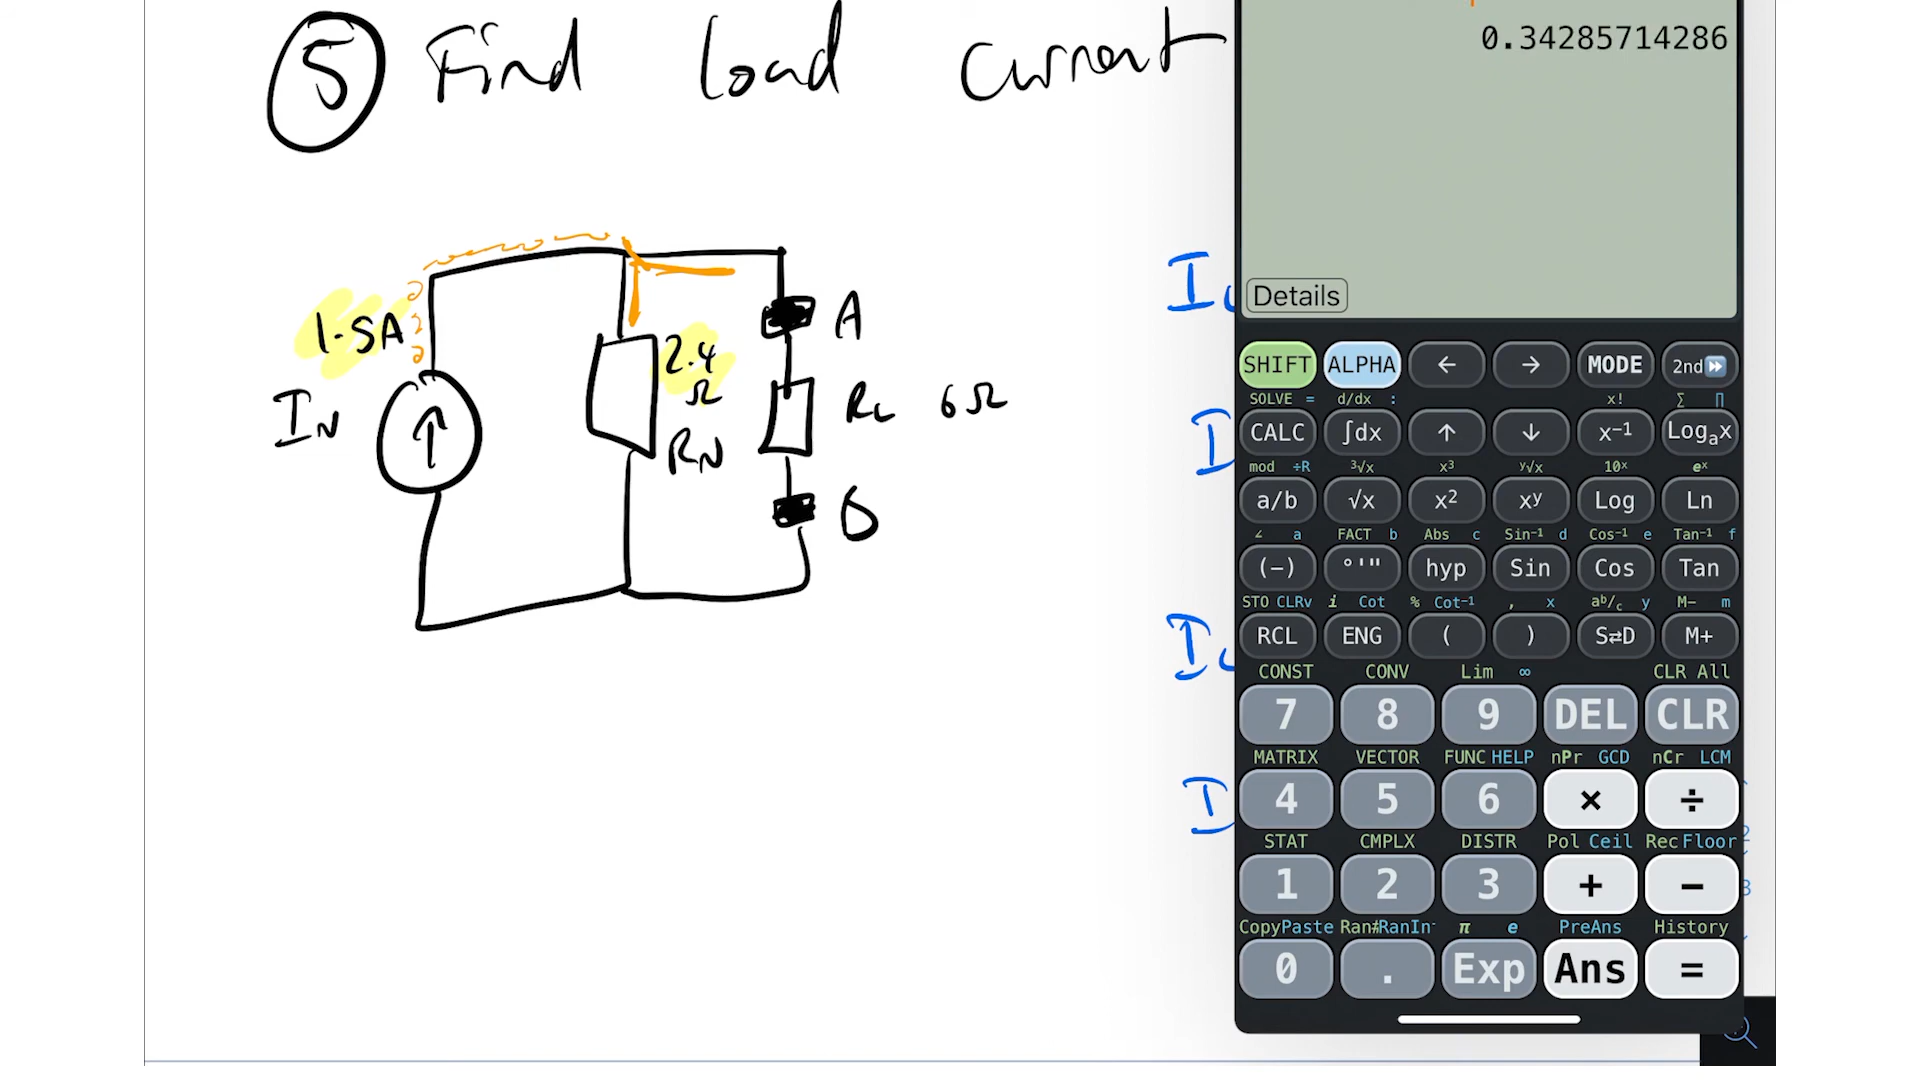 5 Find Load Current
0.34285714286
Details
1.5A
IN
2.4
Ω
RN
A
RL 6Ω
B
I
I
I
I
SHIFT ALPHA ← → MODE 2nd
SOLVE = d/dx : x! ∑ ∏
CALC ∫dx ↑ ↓ x⁻¹ Logₐx
mod ÷R ³√x x³ ʸ√x 10ˣ eˣ
a/b √x x² xʸ Log Ln
∠ a FACT b Abs c Sin⁻¹ d Cos⁻¹ e Tan⁻¹ f
(−) °'" hyp Sin Cos Tan
STO CLRv i Cot % Cot⁻¹ , x aᵇ/c y M− m
RCL ENG ( ) S⇄D M+
CONST CONV Lim ∞ CLR All
7 8 9 DEL CLR
MATRIX VECTOR FUNC HELP nPr GCD nCr LCM
4 5 6 × ÷
STAT CMPLX DISTR Pol Ceil Rec Floor
1 2 3 + −
Copy Paste Ran# RanIn π e PreAns History
0 . Exp Ans =